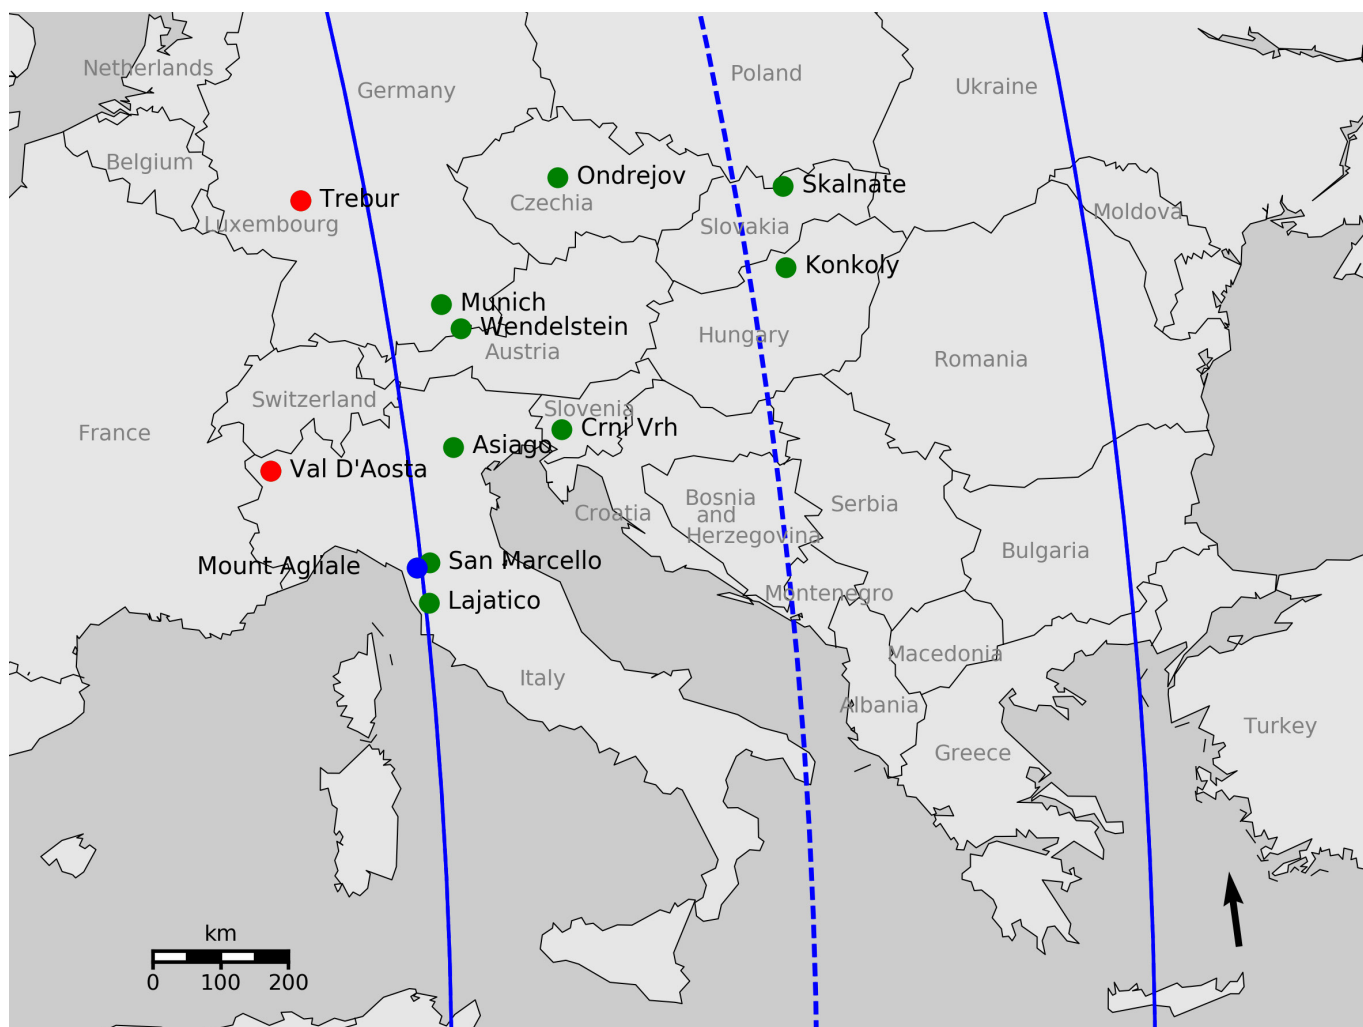 Netherlands
Germany
Poland
Ukraine
Belgium
Ondrejov
Skalnate
Trebur
Czechia
Luxembourg
Slovakia
Moldova
Konkoly
Munich
Wendelstein
Hungary
Austria
Romania
Switzerland
Slovenia
France
Crni Vrh
Asiago
Val D'Aosta
Bosnia
and
Herzegovina
Serbia
Croatia
Bulgaria
Mount Agliale
San Marcello
Montenegro
Lajatico
Macedonia
Italy
Albania
Turkey
Greece
km
0 100 200